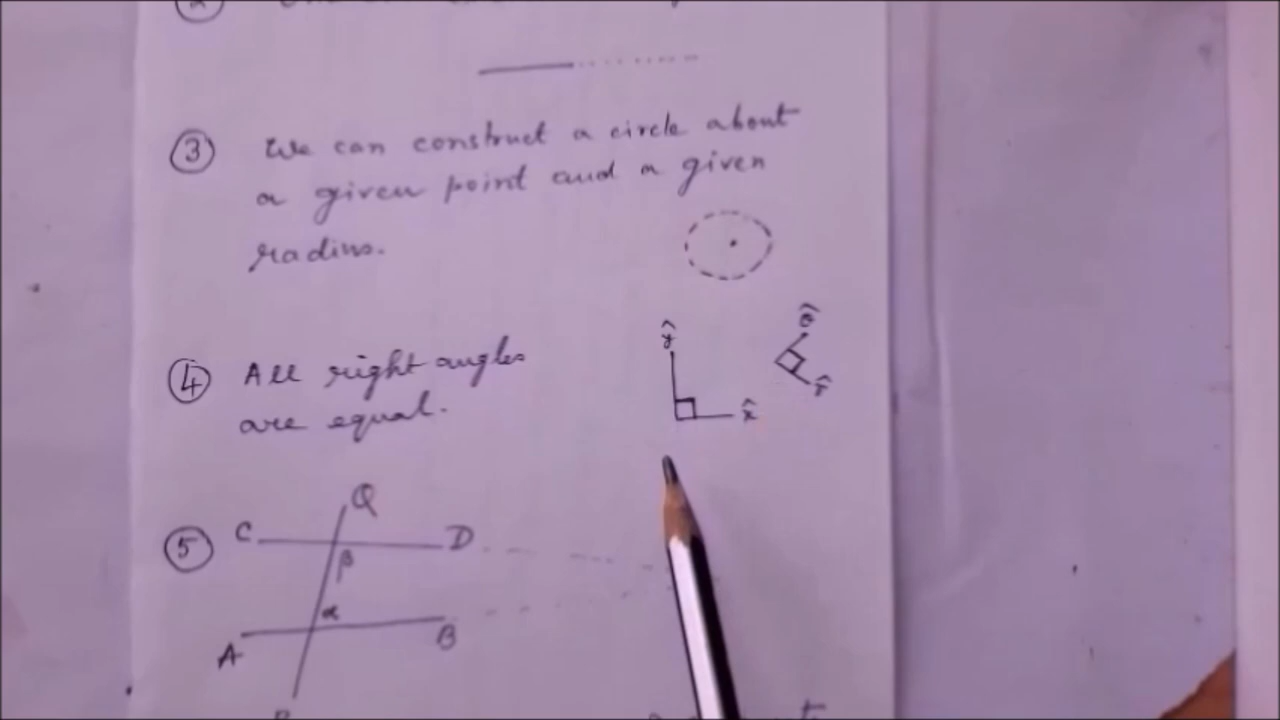 ③ We can construct a circle about
a given point and a given
radius.
ŷ
x̂
θ̂
r̂
④ All right angles
are equal.
⑤
Q
C
D
β
α
A
B